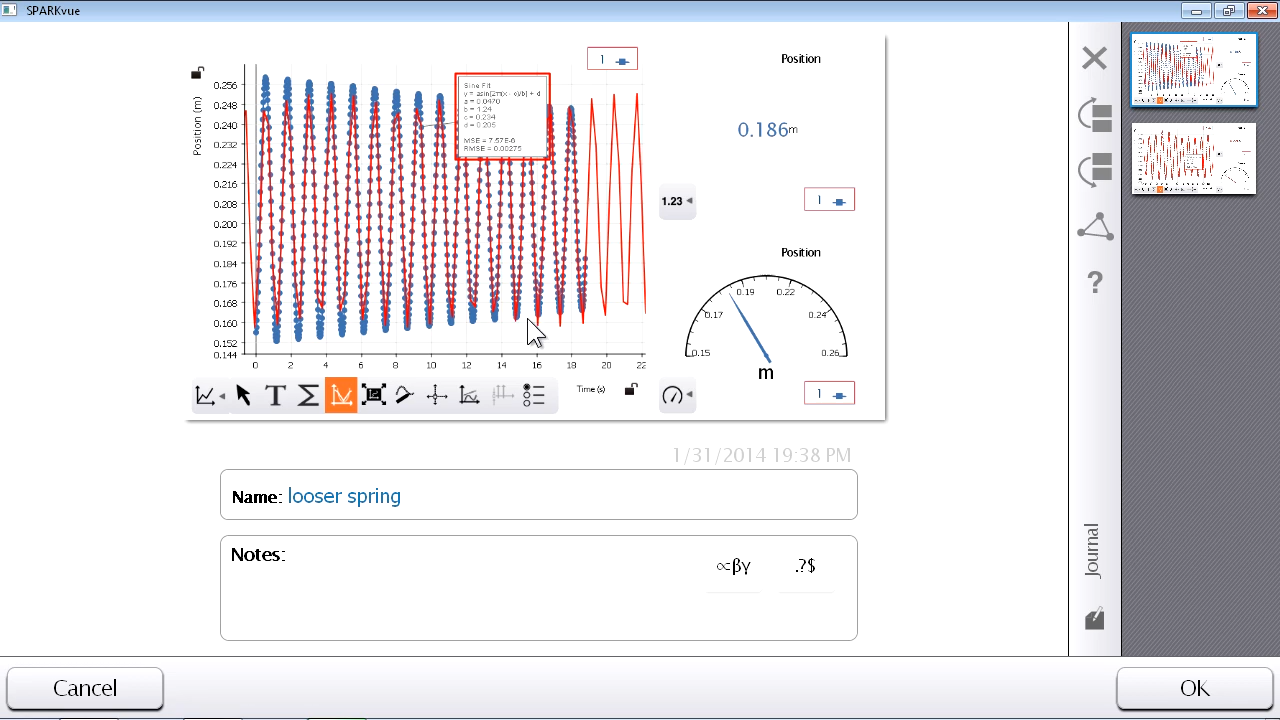 SPARKvue
1
Position
0.186m
1.23
1
Position
0.15
0.17
0.19
0.22
0.24
0.26
m
1
Position (m)
0.256
0.248
0.240
0.232
0.224
0.216
0.208
0.200
0.192
0.184
0.176
0.168
0.160
0.152
0.144
0 2 4 6 8 10 12 14 16 18 20 22
Time (s)
Sine Fit
a = 0.0470
b = 1.24
c = 0.234
d = 0.205
RMSE = 0.00275
T
Σ
1/31/2014 19:38 PM
Name: looser spring
Notes:
∝βγ .?$
?
Journal
Cancel
OK